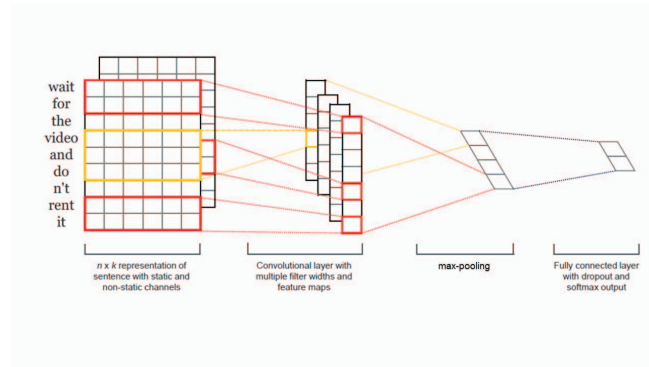 wait
for
the
video
and
do
n't
rent
it
n x k representation of
sentence with static and
non-static channels
Convolutional layer with
multiple filter widths and
feature maps
max-pooling
Fully connected layer
with dropout and
softmax output